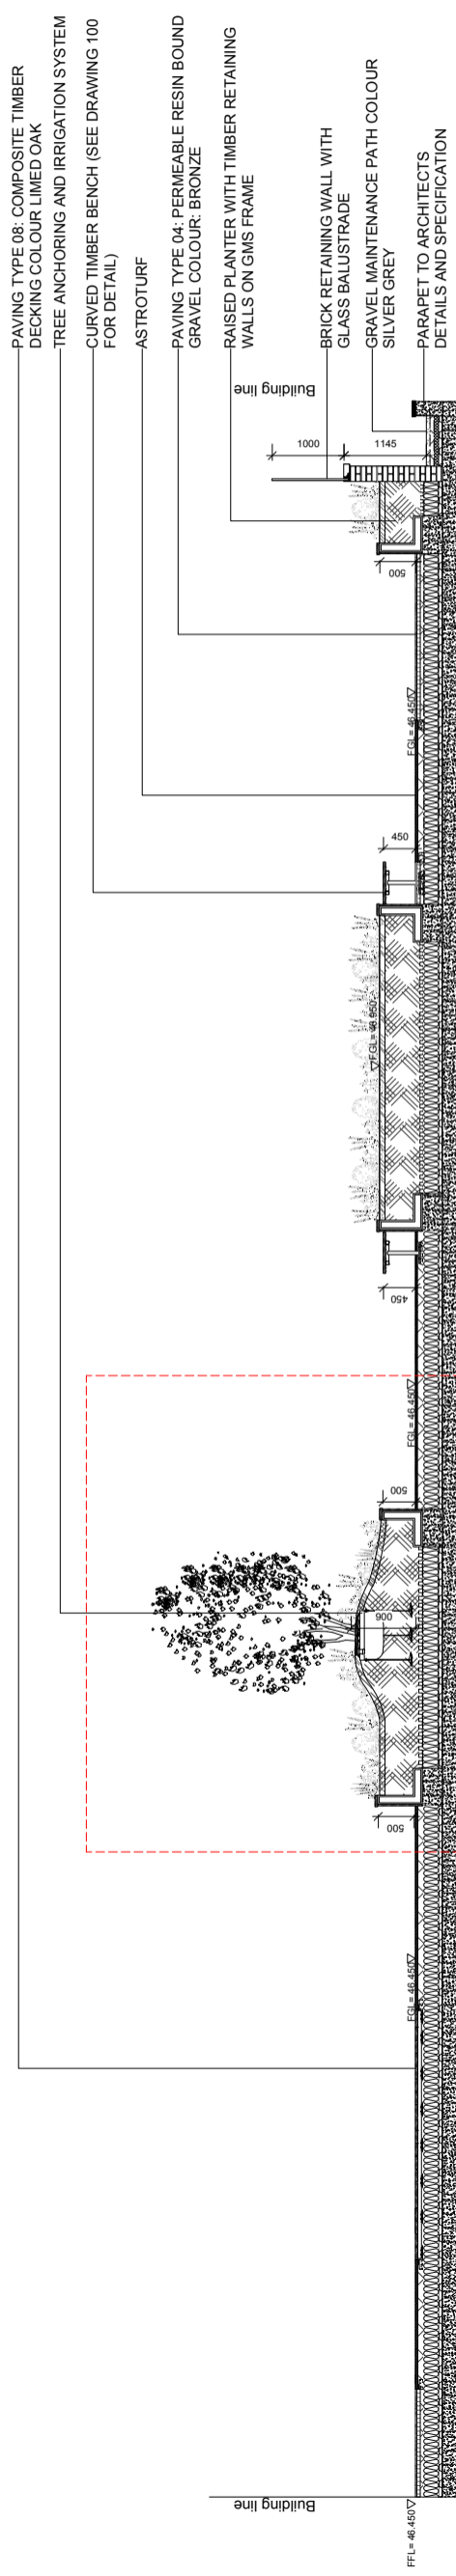 PAVING TYPE 08: COMPOSITE TIMBER
DECKING COLOUR LIMED OAK
TREE ANCHORING AND IRRIGATION SYSTEM
CURVED TIMBER BENCH (SEE DRAWING 100
FOR DETAIL)
ASTROTURF
PAVING TYPE 04: PERMEABLE RESIN BOUND
GRAVEL COLOUR: BRONZE
RAISED PLANTER WITH TIMBER RETAINING
WALLS ON GMS FRAME
BRICK RETAINING WALL WITH
GLASS BALUSTRADE
GRAVEL MAINTENANCE PATH COLOUR
SILVER GREY
PARAPET TO ARCHITECTS
DETAILS AND SPECIFICATION
Building line
1000
1145
500
FGL= 46.450
450
FGL= 46.950
450
FGL= 46.450
500
900
500
FGL= 46.450
Building line
FFL= 46.450